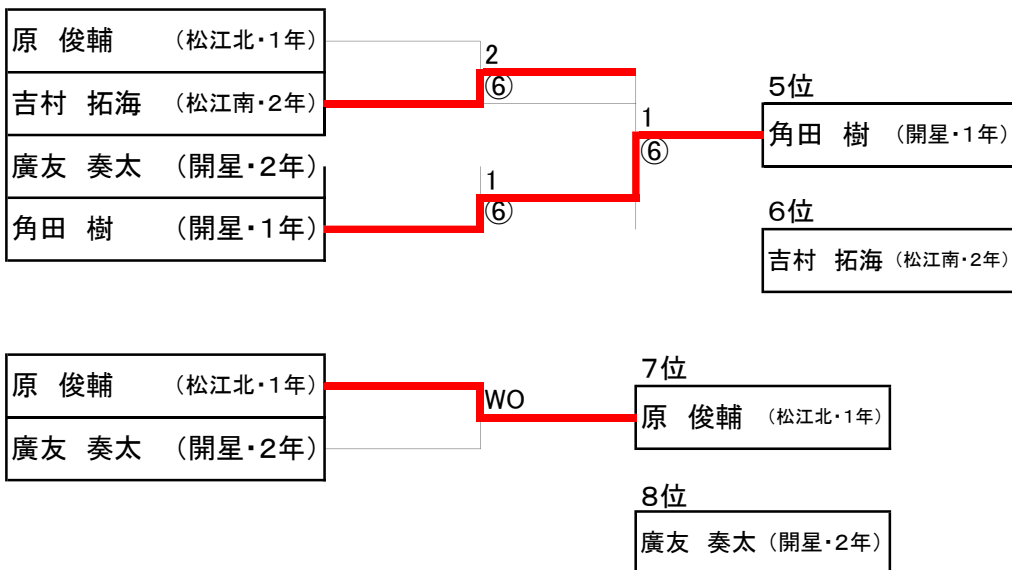 原 俊輔 （松江北・1年）
吉村 拓海 （松江南・2年）
廣友 奏太 （開星・２年）
角田 樹 （開星・１年）
2
⑥
1
⑥
1
⑥
５位
角田 樹 （開星・１年）
６位
吉村 拓海 （松江南・2年）
原 俊輔 （松江北・1年）
廣友 奏太 （開星・２年）
WO
７位
原 俊輔 （松江北・1年）
８位
廣友 奏太 （開星・２年）